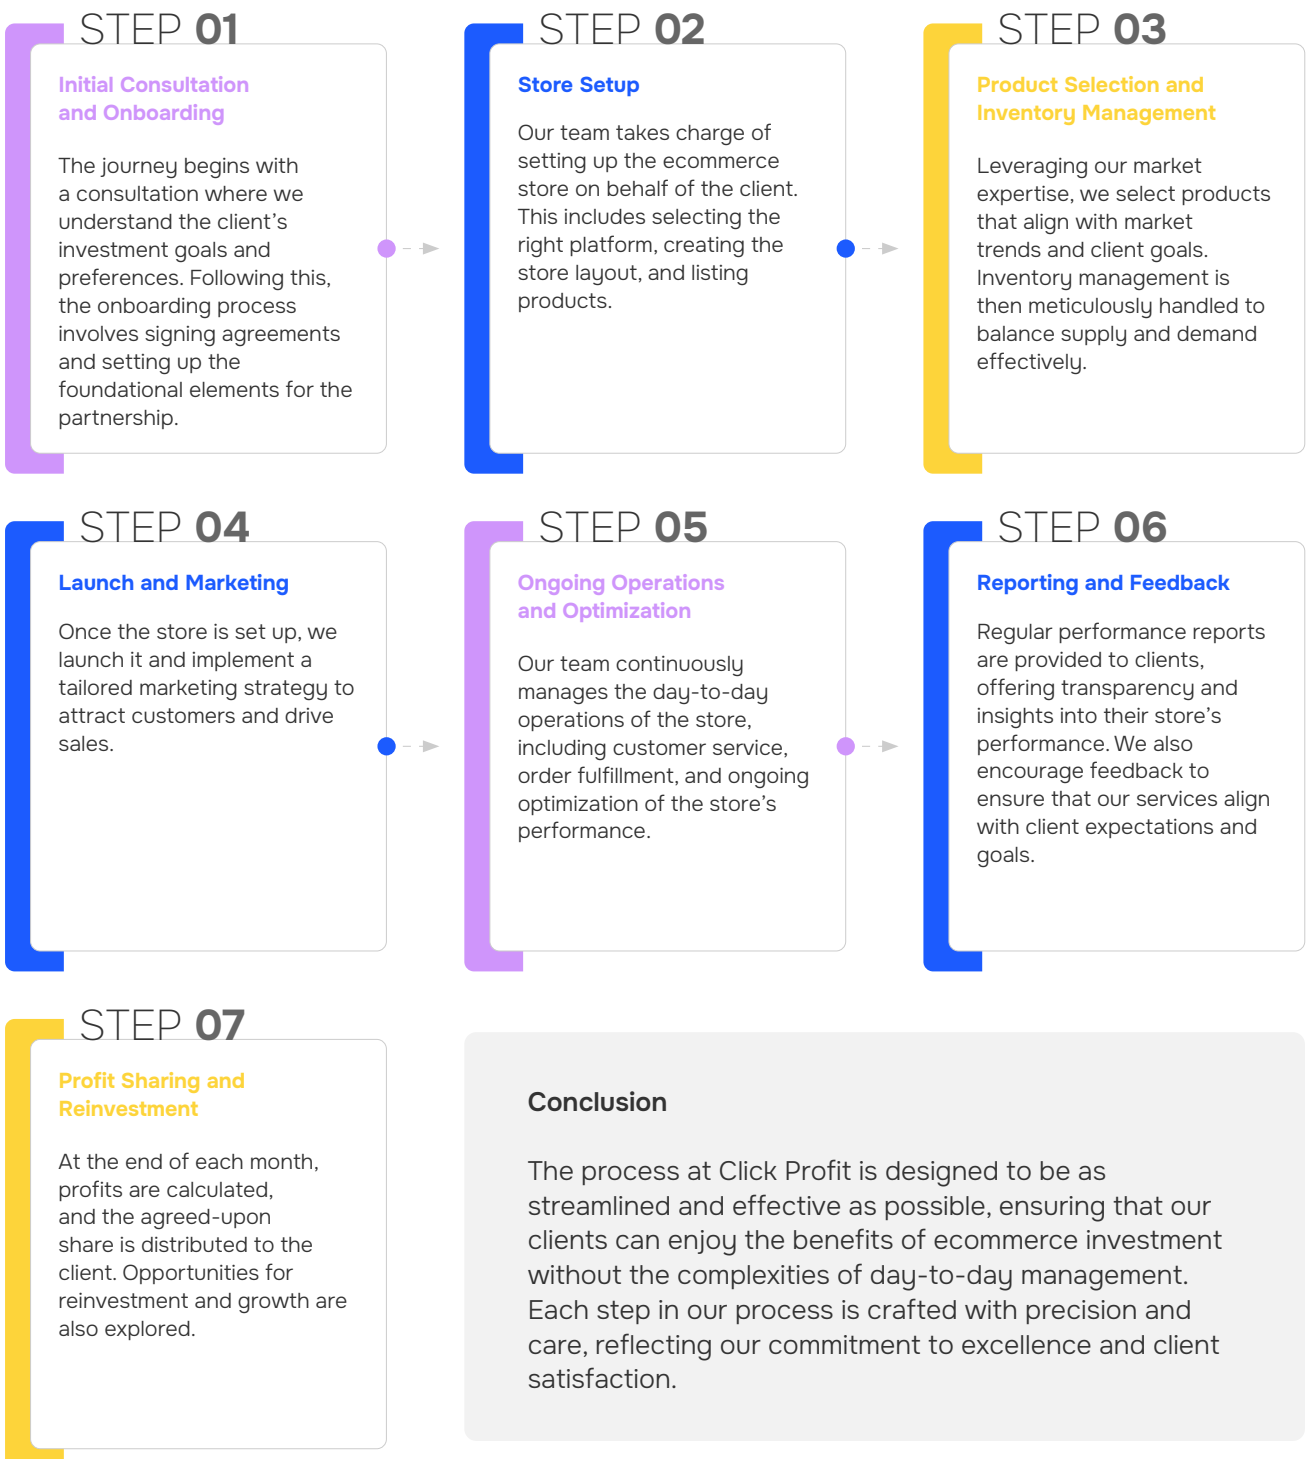 STEP 01
Initial Consultation
and Onboarding
The journey begins with
a consultation where we
understand the client's
investment goals and
preferences. Following this,
the onboarding process
involves signing agreements
and setting up the
foundational elements for the
partnership.
STEP 02
Store Setup
Our team takes charge of
setting up the ecommerce
store on behalf of the client.
This includes selecting the
right platform, creating the
store layout, and listing
products.
STEP 03
Product Selection and
Inventory Management
Leveraging our market
expertise, we select products
that align with market
trends and client goals.
Inventory management is
then meticulously handled to
balance supply and demand
effectively.
STEP 04
Launch and Marketing
Once the store is set up, we
launch it and implement a
tailored marketing strategy to
attract customers and drive
sales.
STEP 05
Ongoing Operations
and Optimization
Our team continuously
manages the day-to-day
operations of the store,
including customer service,
order fulfillment, and ongoing
optimization of the store's
performance.
STEP 06
Reporting and Feedback
Regular performance reports
are provided to clients,
offering transparency and
insights into their store's
performance. We also
encourage feedback to
ensure that our services align
with client expectations and
goals.
STEP 07
Profit Sharing and
Reinvestment
At the end of each month,
profits are calculated,
and the agreed-upon
share is distributed to the
client. Opportunities for
reinvestment and growth are
also explored.
Conclusion
The process at Click Profit is designed to be as
streamlined and effective as possible, ensuring that our
clients can enjoy the benefits of ecommerce investment
without the complexities of day-to-day management.
Each step in our process is crafted with precision and
care, reflecting our commitment to excellence and client
satisfaction.